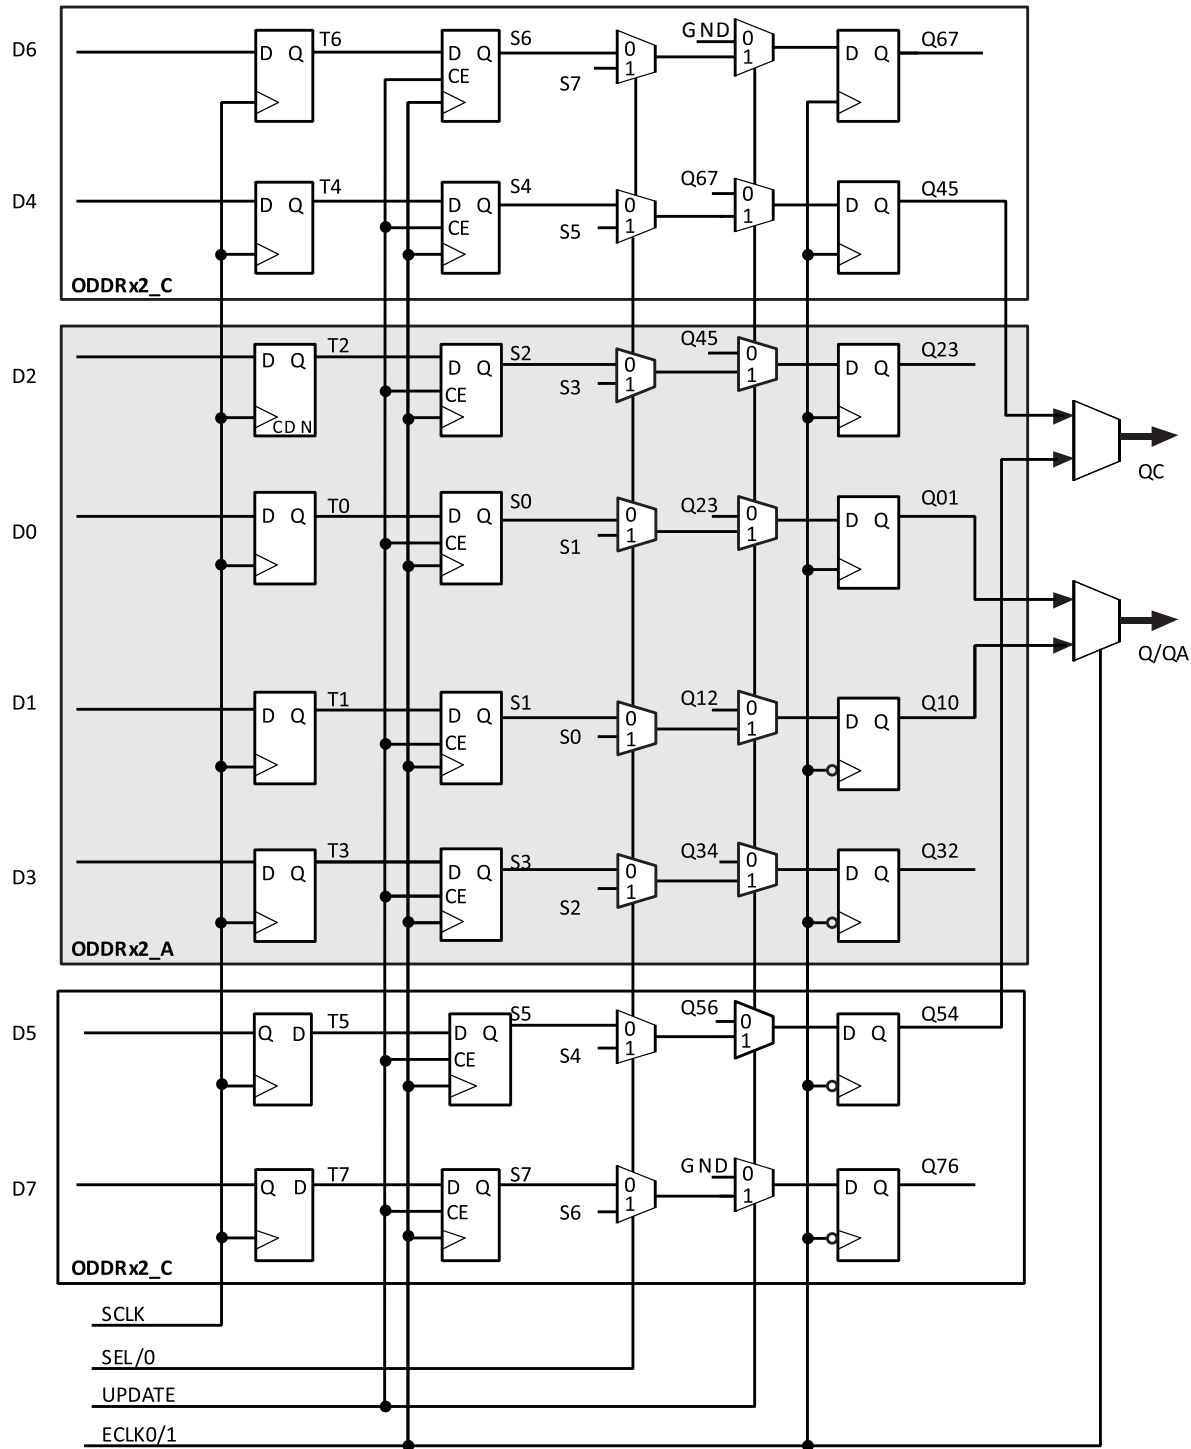 GND
D6 D Q T6 D Q S6 0 0 D Q Q67
CE 1 1
S7
D4 D Q T4 D Q S4 0 Q67 0 D Q Q45
CE S5 1 1
ODDRx2_C
D2 D Q T2 D Q S2 0 Q45 0 D Q Q23
CE S3 1 1
CDN
QC
D0 D Q T0 D Q S0 0 Q23 0 D Q Q01
CE S1 1 1
Q/QA
D1 D Q T1 D Q S1 0 Q12 0 D Q Q10
CE S0 1 1
D3 D Q T3 D Q S3 0 Q34 0 D Q Q32
CE S2 1 1
ODDRx2_A
D5 Q D T5 D Q S5 0 Q56 0 D Q Q54
CE S4 1 1
D7 Q D T7 D Q S7 0 GND 0 D Q Q76
CE S6 1 1
ODDRx2_C
SCLK
SEL/0
UPDATE
ECLK0/1